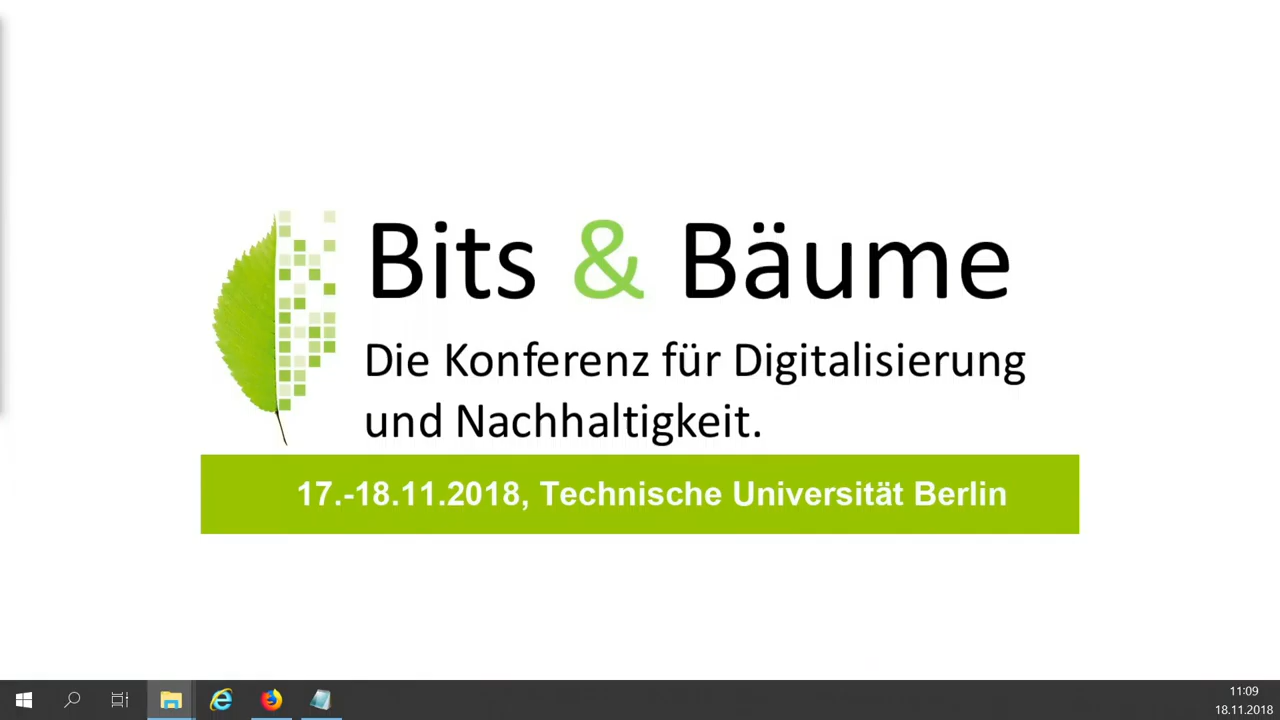 Bits & Bäume
Die Konferenz für Digitalisierung
und Nachhaltigkeit.
17.-18.11.2018, Technische Universität Berlin
11:09
18.11.2018